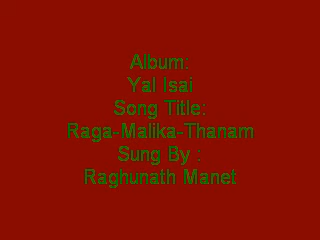 Album:
Yal Isai
Song Title:
Raga-Malika-Thanam
Sung By :
Raghunath Manet